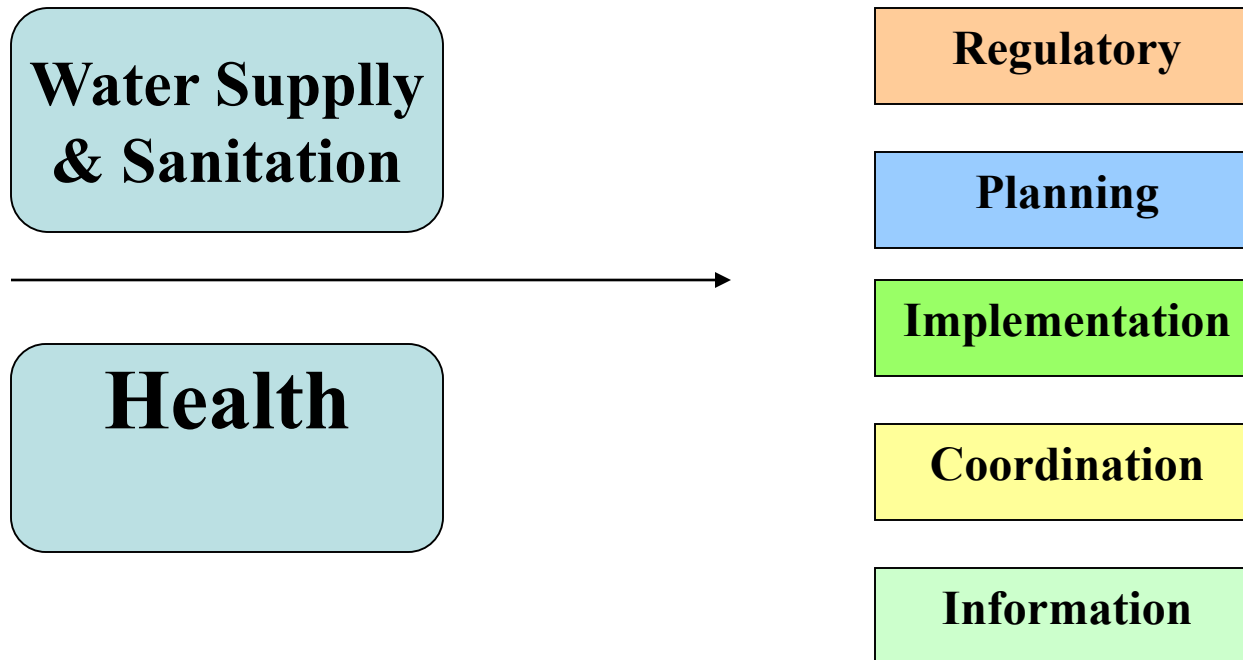 Water Supplly
& Sanitation
Health
Regulatory
Planning
Implementation
Coordination
Information